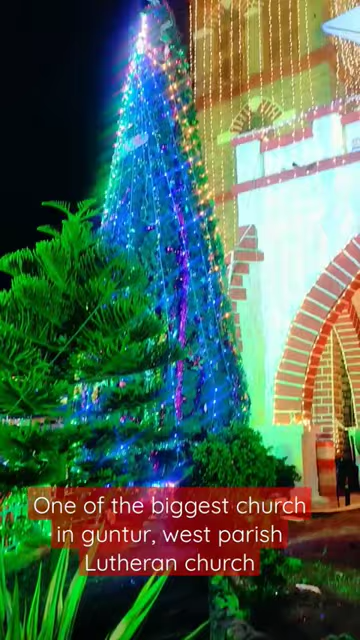 One of the biggest church
in guntur, west parish
Lutheran church